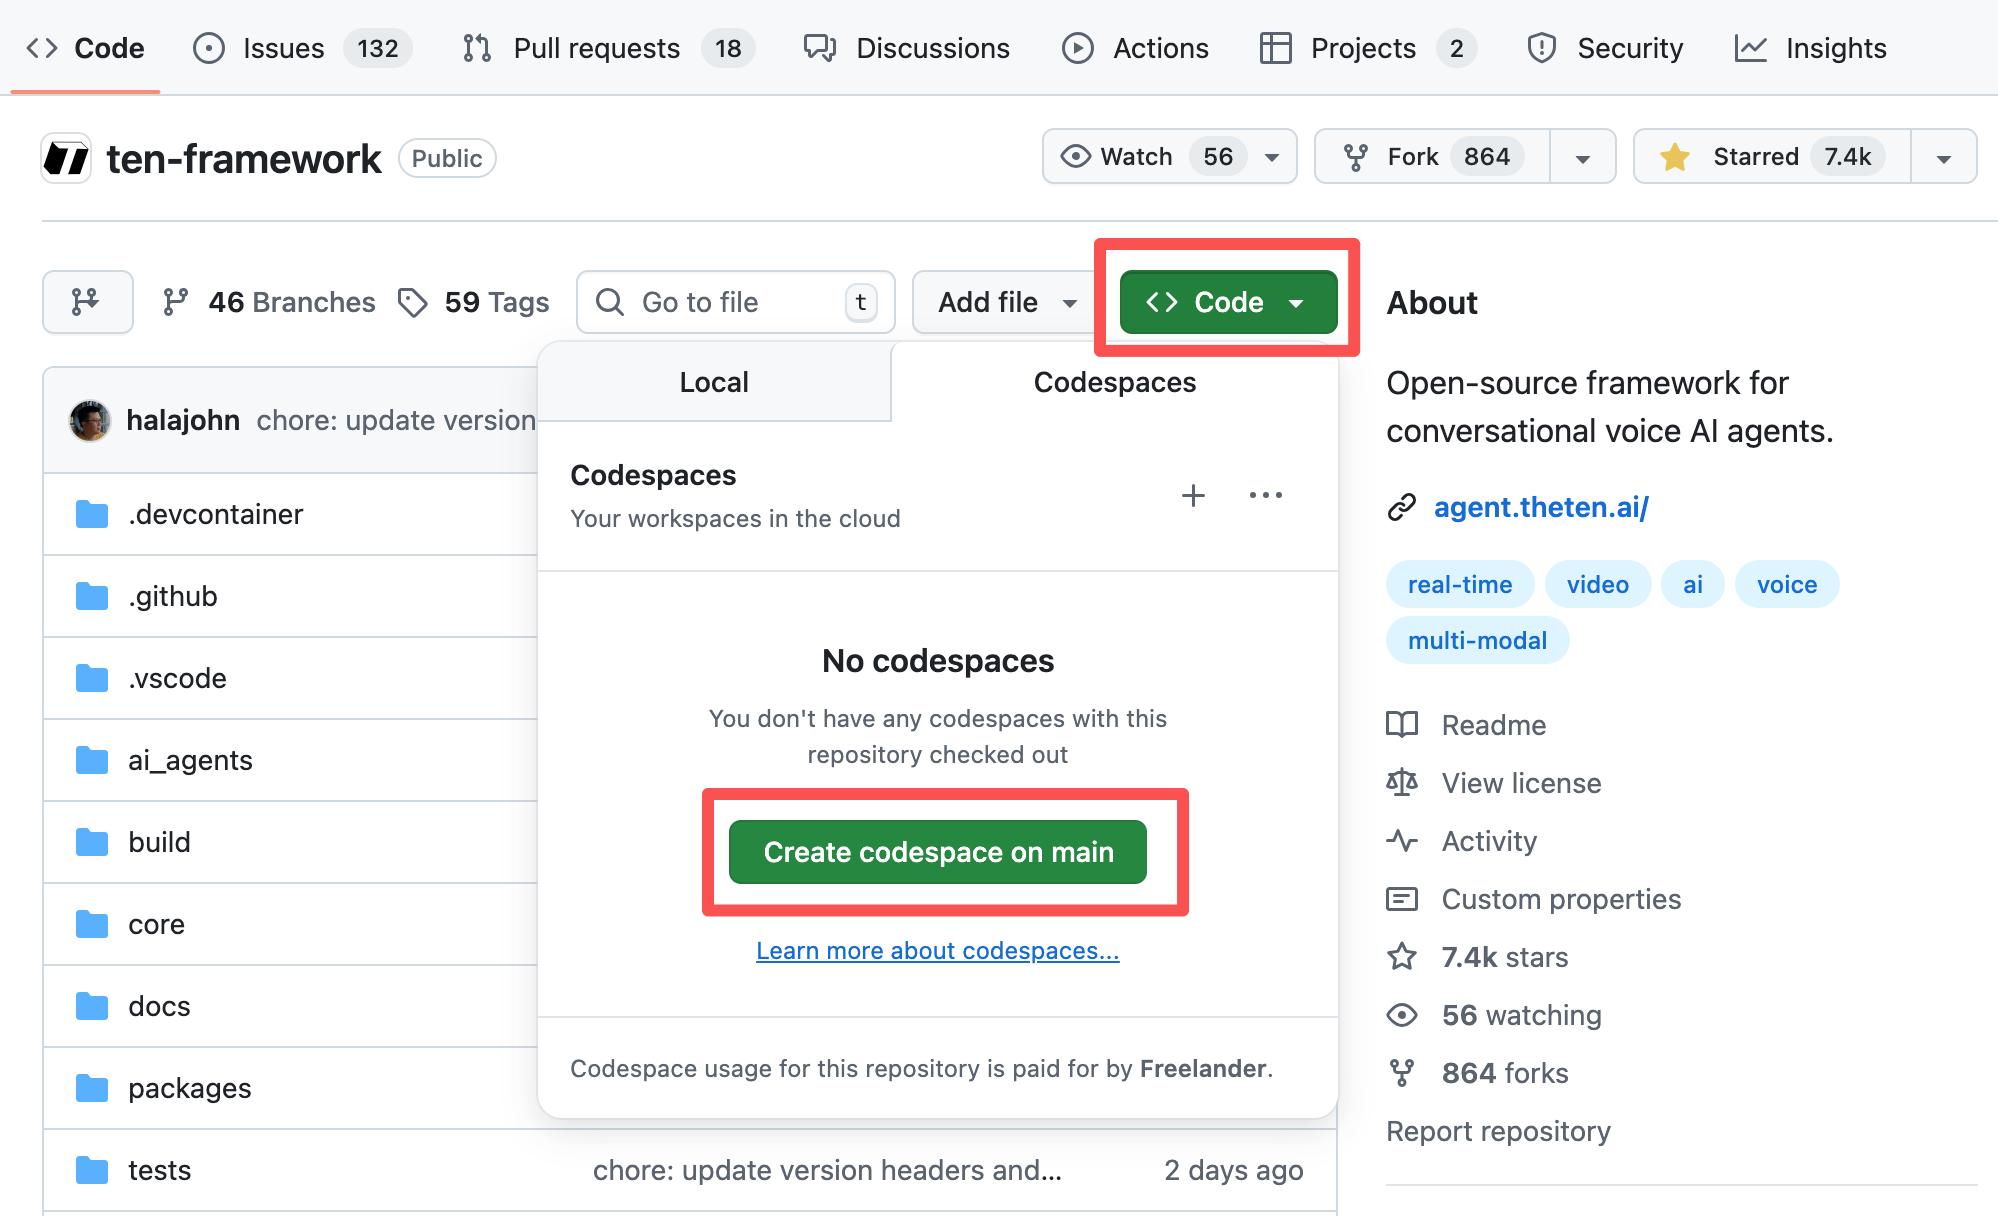 Code
Issues 132
Pull requests 18
Discussions
Actions
Projects 2
Security
Insights
ten-framework Public
Watch 56
Fork 864
Starred 7.4k
46 Branches
59 Tags
Go to file t
Add file
Code
Local
Codespaces
halajohn chore: update version
Codespaces
Your workspaces in the cloud
.devcontainer
.github
.vscode
ai_agents
build
core
docs
packages
tests
No codespaces
You don't have any codespaces with this
repository checked out
Create codespace on main
Learn more about codespaces...
Codespace usage for this repository is paid for by Freelander.
chore: update version headers and...
2 days ago
About
Open-source framework for
conversational voice AI agents.
agent.theten.ai/
real-time video ai voice
multi-modal
Readme
View license
Activity
Custom properties
7.4k stars
56 watching
864 forks
Report repository